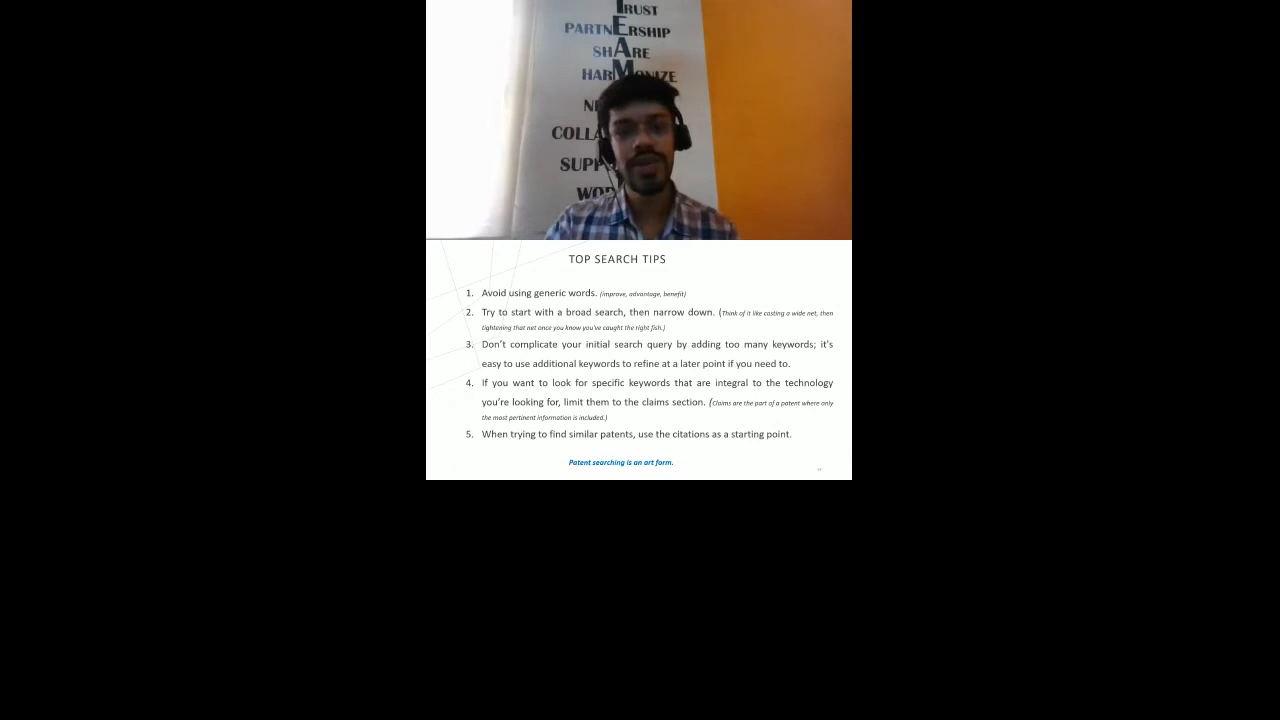 TRUST
PARTNERSHIP
SHARE
HARMONIZE
TOP SEARCH TIPS
1. Avoid using generic words. (improve, advantage, benefit)
2. Try to start with a broad search, then narrow down. (Think of it like casting a wide net, then
tightening that net once you know you've caught the right fish.)
3. Don't complicate your initial search query by adding too many keywords; it's
easy to use additional keywords to refine at a later point if you need to.
4. If you want to look for specific keywords that are integral to the technology
you're looking for, limit them to the claims section. (Claims are the part of a patent where only
the most pertinent information is included.)
5. When trying to find similar patents, use the citations as a starting point.
Patent searching is an art form.